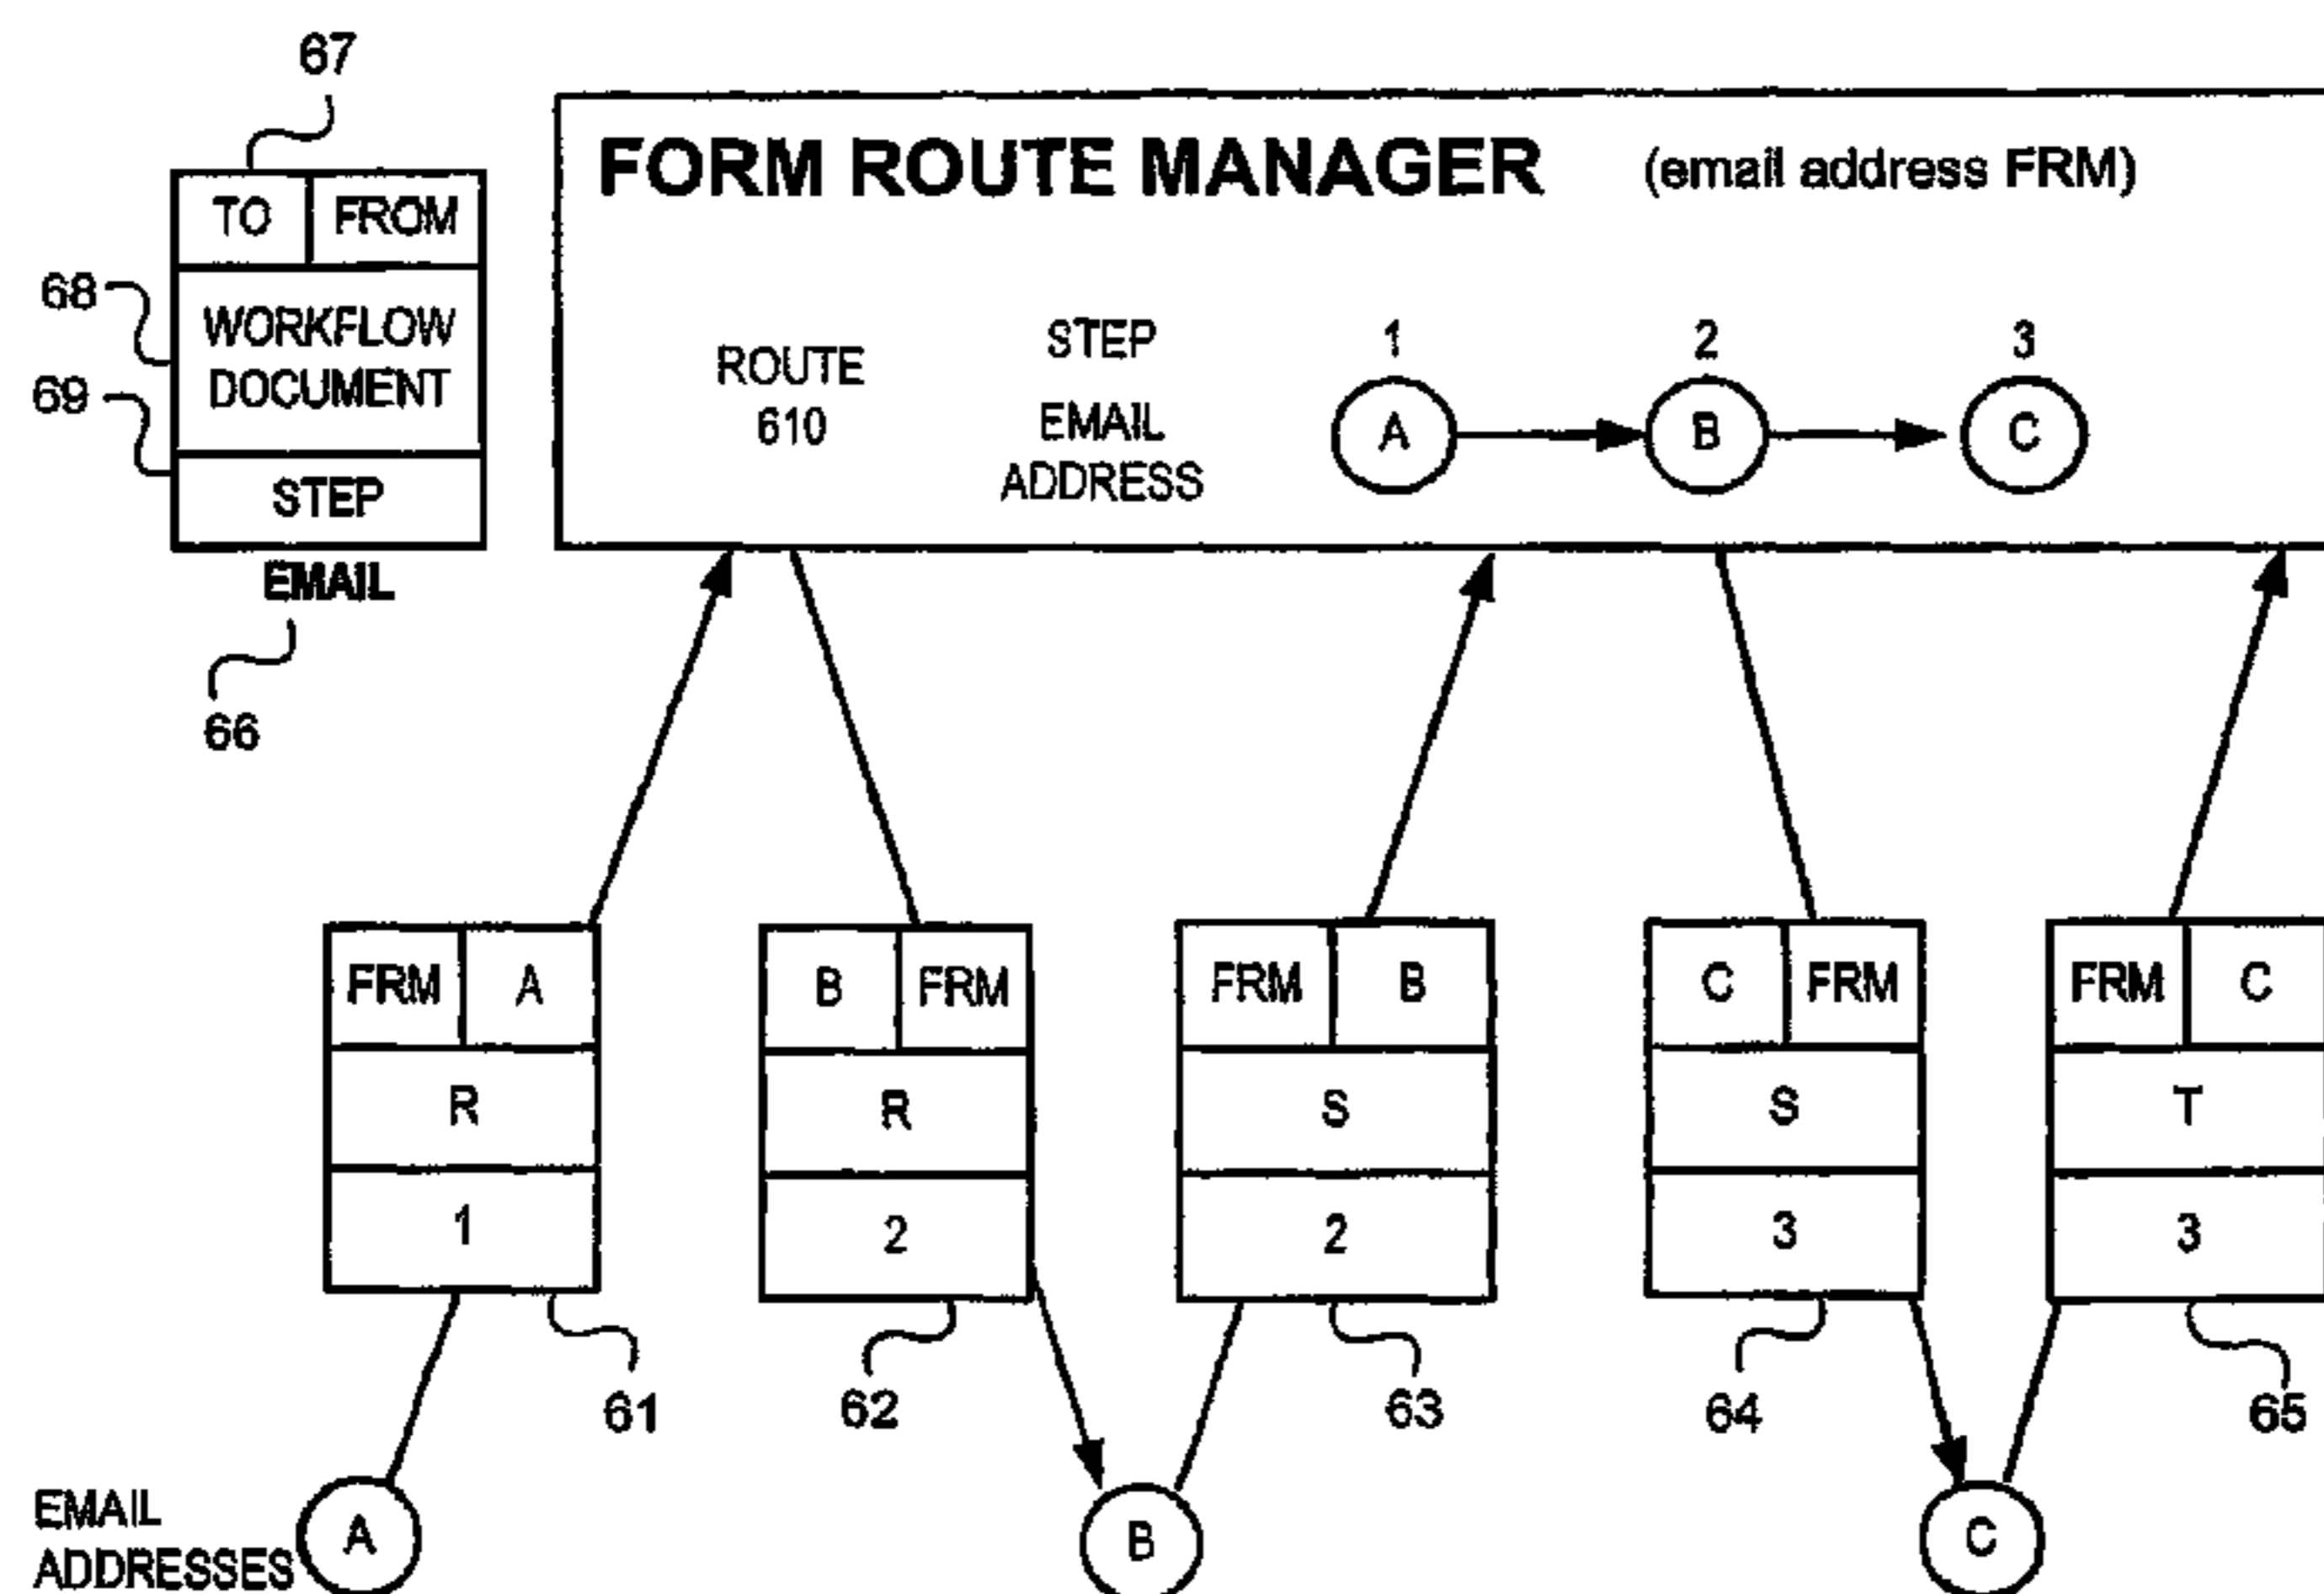 67
FORM ROUTE MANAGER (email address FRM)
TO FROM
68
WORKFLOW
DOCUMENT
69
STEP
EMAIL
66
ROUTE
610
STEP 1 2 3
EMAIL
ADDRESS
A B C
FRM A
R
1
61
B FRM
R
2
62
FRM B
S
2
63
C FRM
S
3
64
FRM C
T
3
65
EMAIL
ADDRESSES
A B C